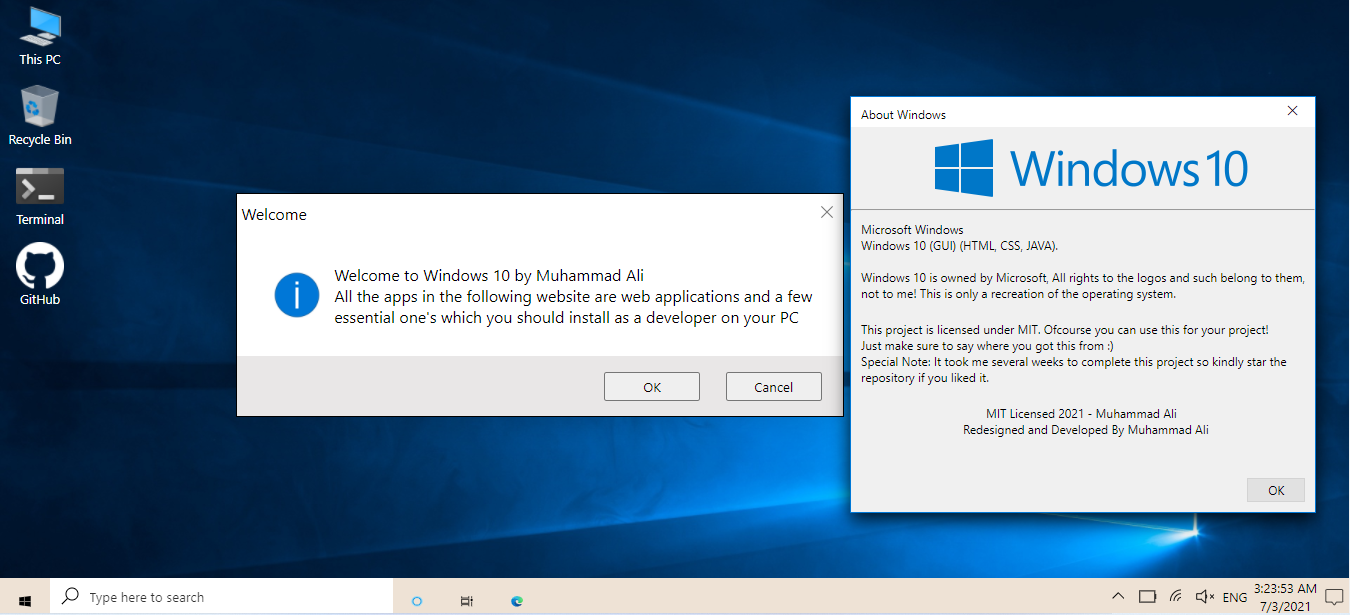 This PC
Recycle Bin
Terminal
GitHub
Welcome
Welcome to Windows 10 by Muhammad Ali
All the apps in the following website are web applications and a few
essential one's which you should install as a developer on your PC
OK
Cancel
About Windows
Windows 10
Microsoft Windows
Windows 10 (GUI) (HTML, CSS, JAVA).
Windows 10 is owned by Microsoft, All rights to the logos and such belong to them,
not to me! This is only a recreation of the operating system.
This project is licensed under MIT. Ofcourse you can use this for your project!
Just make sure to say where you got this from :)
Special Note: It took me several weeks to complete this project so kindly star the
repository if you liked it.
MIT Licensed 2021 - Muhammad Ali
Redesigned and Developed By Muhammad Ali
OK
Type here to search
ENG
3:23:53 AM
7/3/2021